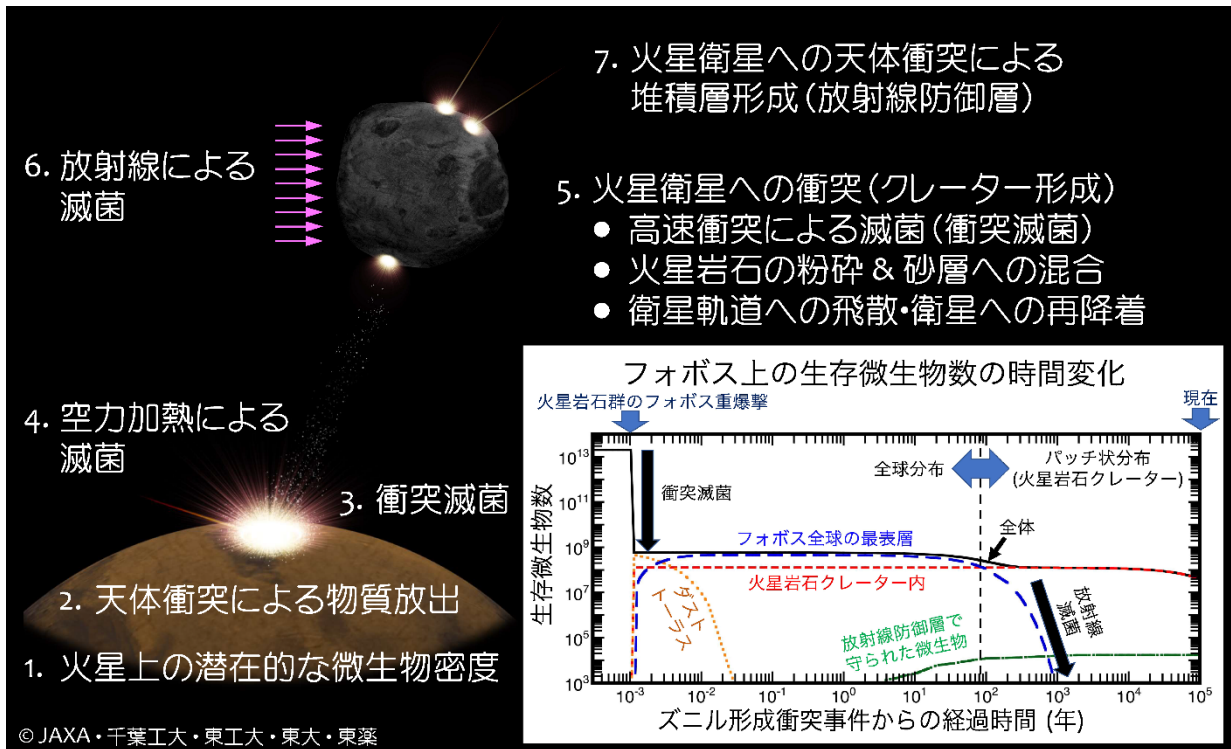 7. 火星衛星への天体衝突による
堆積層形成(放射線防御層)
6. 放射線による
滅菌
5. 火星衛星への衝突(クレーター形成)
● 高速衝突による滅菌(衝突滅菌)
● 火星岩石の粉砕 & 砂層への混合
● 衛星軌道への飛散・衛星への再降着
4. 空力加熱による
滅菌
3. 衝突滅菌
2. 天体衝突による物質放出
1. 火星上の潜在的な微生物密度
© JAXA・千葉工大・東工大・東大・東薬
フォボス上の生存微生物数の時間変化
火星岩石群のフォボス重爆撃
現在
生存微生物数
10¹³
10¹¹
10⁹
10⁷
10⁵
10³
衝突滅菌
全球分布
パッチ状分布
(火星岩石クレーター)
全体
フォボス全球の最表層
火星岩石クレーター内
ダスト
トーラス
放射線防御層で
守られた微生物
放射線
滅菌
10⁻³ 10⁻² 10⁻¹ 10⁰ 10¹ 10² 10³ 10⁴ 10⁵
ズニル形成衝突事件からの経過時間 (年)